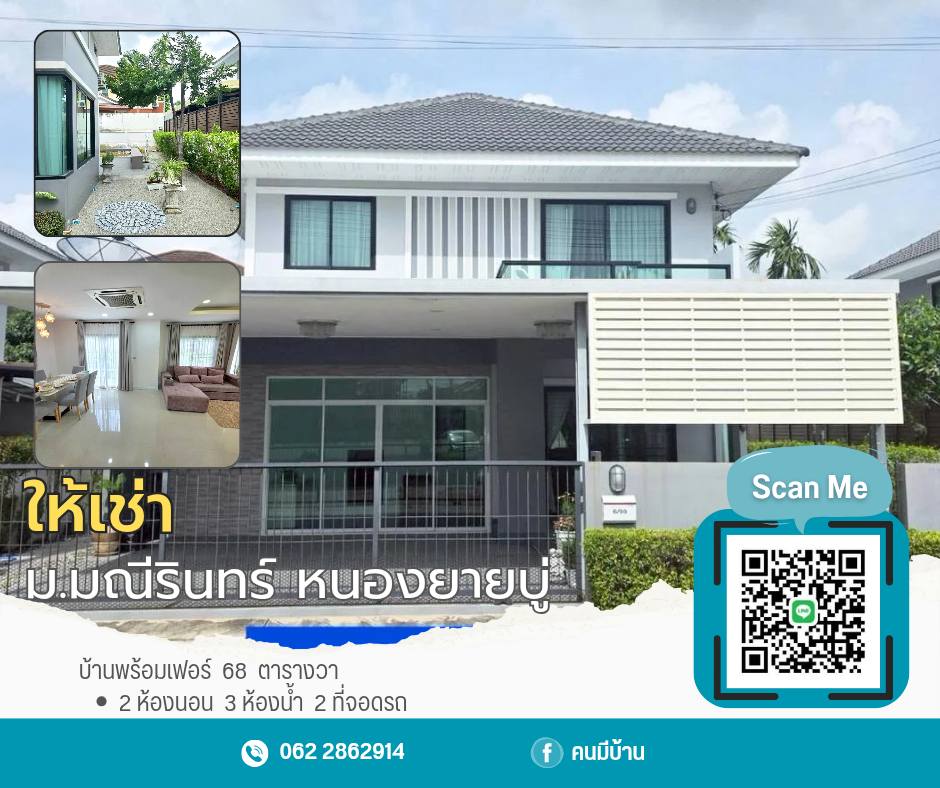 ให้เช่า
ม.มณีรินทร์ หนองยายบู่
Scan Me
LINE
บ้านพร้อมเฟอร์ 68 ตารางวา
• 2 ห้องนอน 3 ห้องน้ำ 2 ที่จอดรถ
062 2862914
คนมีบ้าน